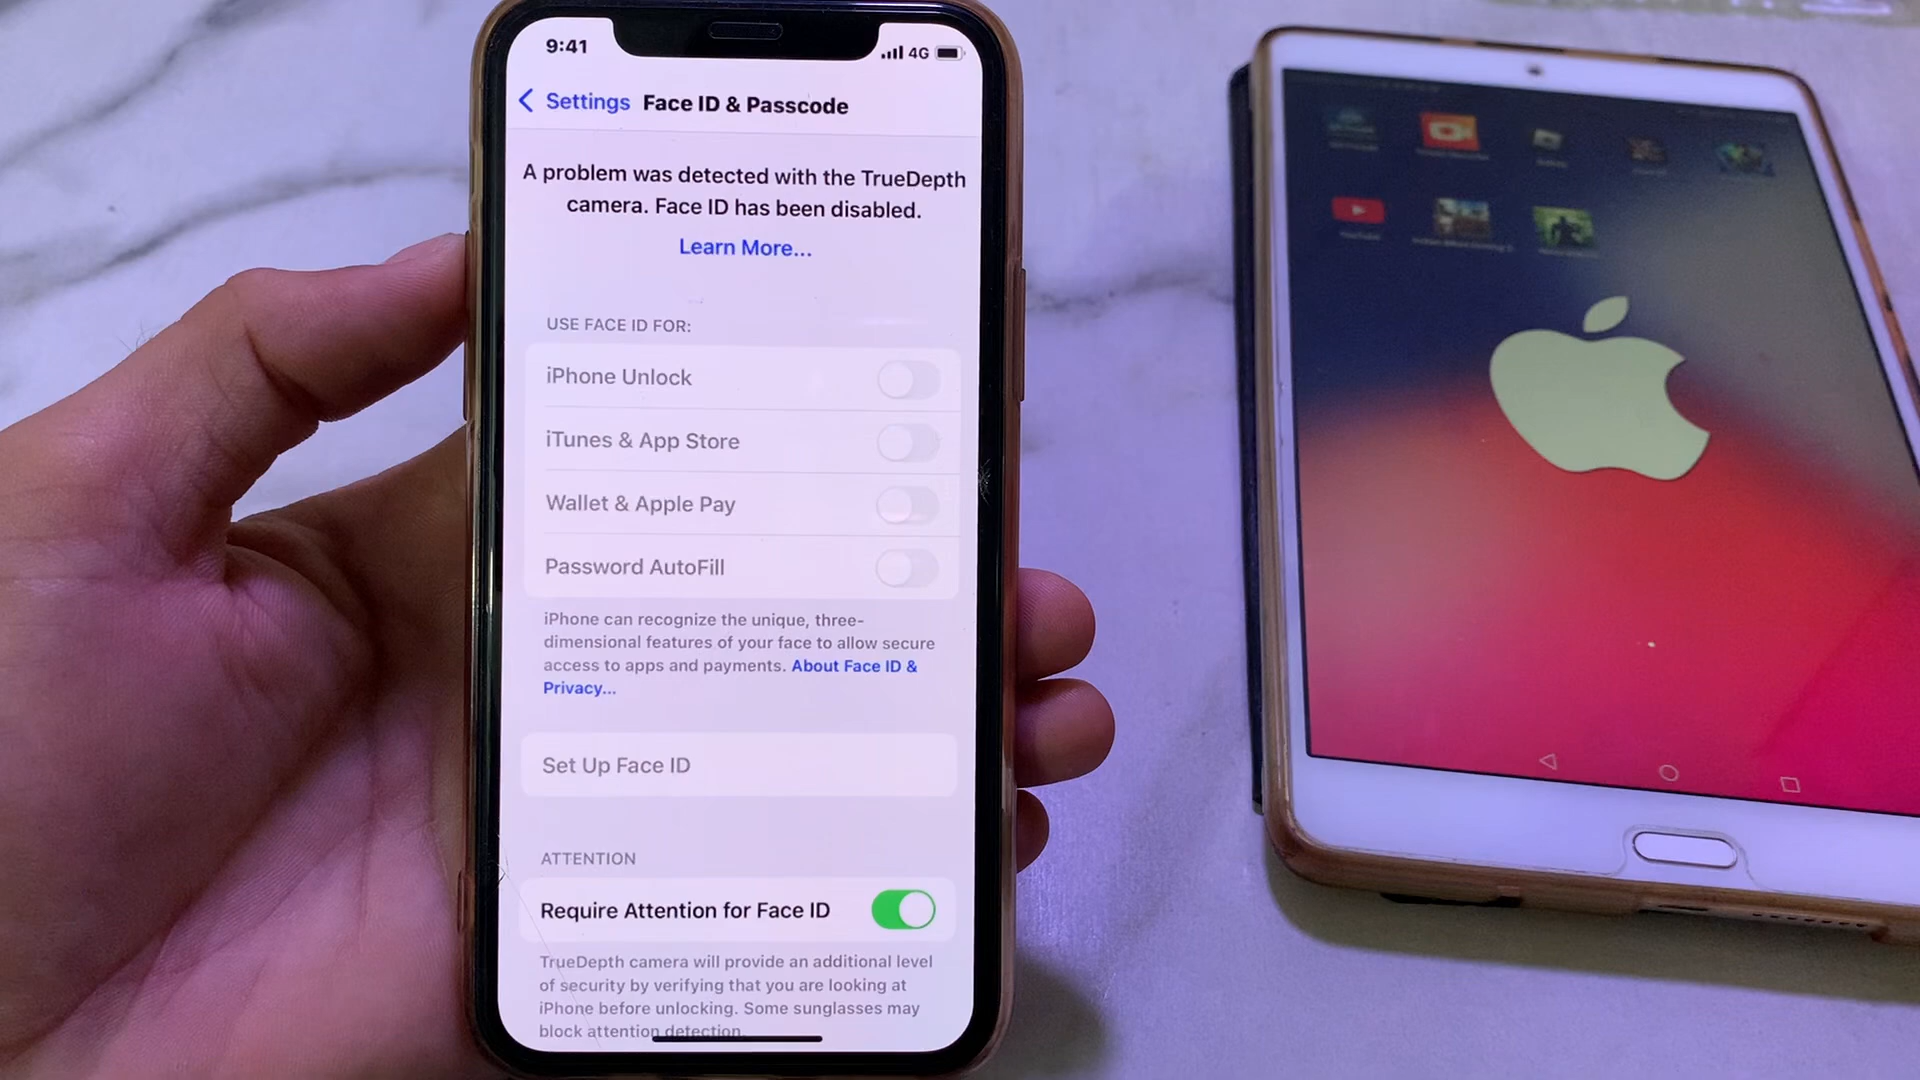 9:41
4G
Settings Face ID & Passcode
A problem was detected with the TrueDepth
camera. Face ID has been disabled.
Learn More...
USE FACE ID FOR:
iPhone Unlock
iTunes & App Store
Wallet & Apple Pay
Password AutoFill
iPhone can recognize the unique, three-
dimensional features of your face to allow secure
access to apps and payments. About Face ID &
Privacy...
Set Up Face ID
ATTENTION
Require Attention for Face ID
TrueDepth camera will provide an additional level
of security by verifying that you are looking at
iPhone before unlocking. Some sunglasses may
block attention detection.
YouTube